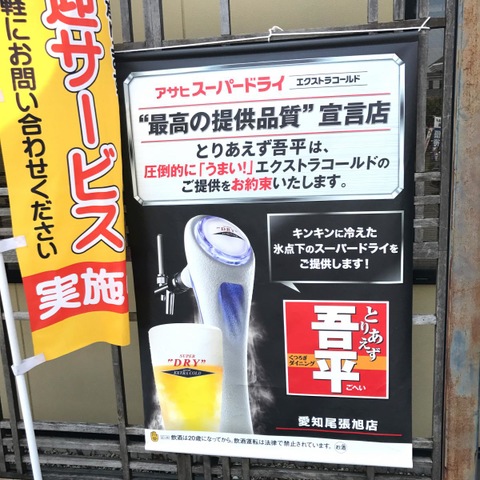 迎サービス
軽にお問い合わせください
実施
アサヒスーパードライ エクストラコールド
“最高の提供品質”宣言店
とりあえず吾平は、
圧倒的に「うまい!」エクストラコールドの
ご提供をお約束いたします。
キンキンに冷えた
氷点下のスーパードライを
ご提供します!
"DRY"
SUPER
"DRY"
EXTRA COLD
とりあえず
吾平
ごへい
くつろぎ
ダイニング
愛知尾張旭店
飲酒は20歳になってから。飲酒運転は法律で禁止されています。 お酒